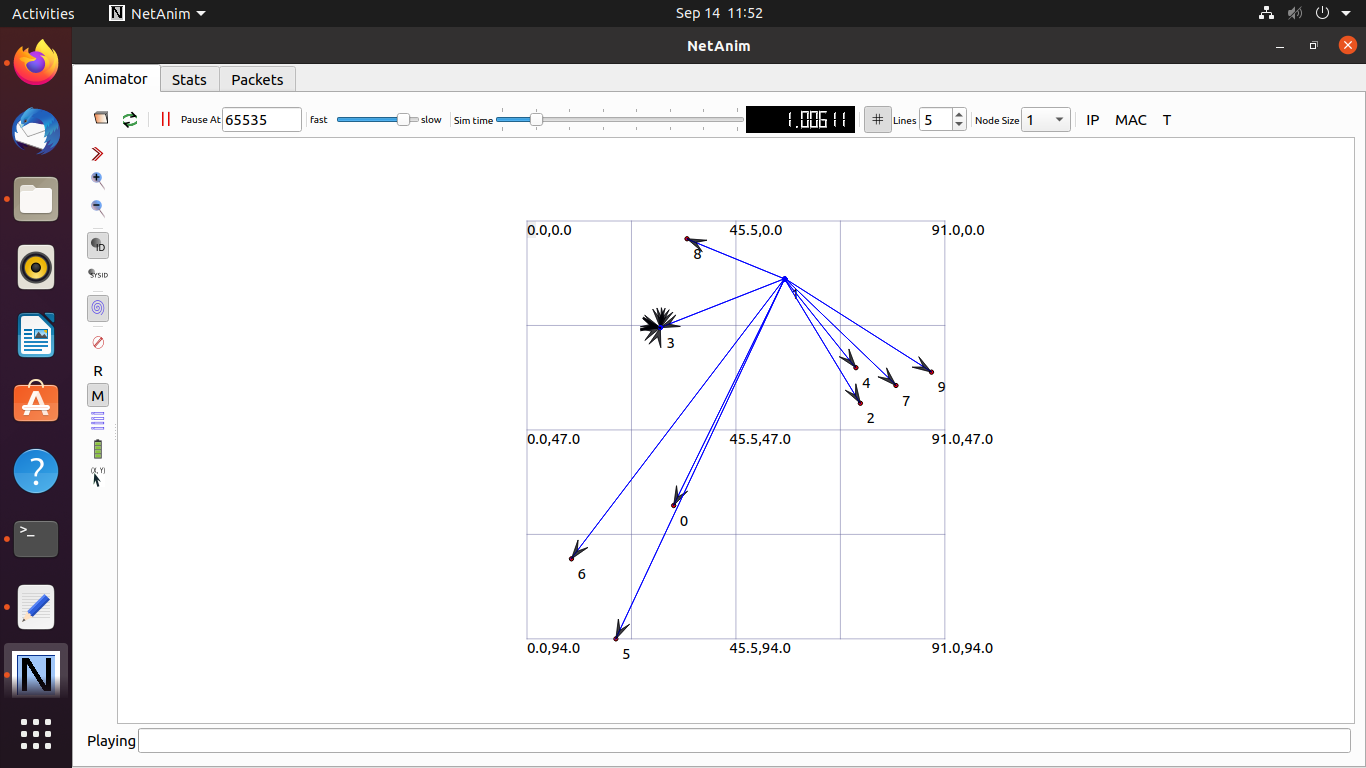 Activities NetAnim Sep 14 11:52
NetAnim
Animator Stats Packets
Pause At 65535 fast slow Sim time 1.00611 # Lines 5 Node Size 1 IP MAC T
ID
SYSID
R
M
(X, Y)
0.0,0.0 45.5,0.0 91.0,0.0
8
1
3
4
9
7
2
0.0,47.0 45.5,47.0 91.0,47.0
0
6
5
0.0,94.0 45.5,94.0 91.0,94.0
>_
?
N
Playing